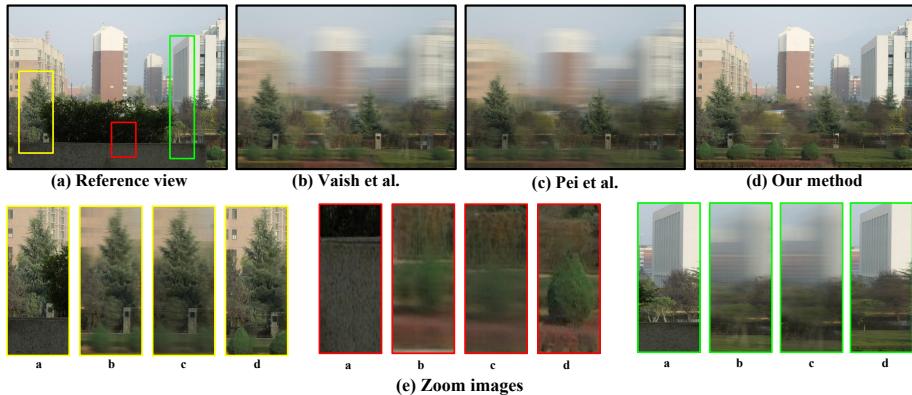 (a) Reference view
(b) Vaish et al.
(c) Pei et al.
(d) Our method
a b c d
a b c d
a b c d
(e) Zoom images